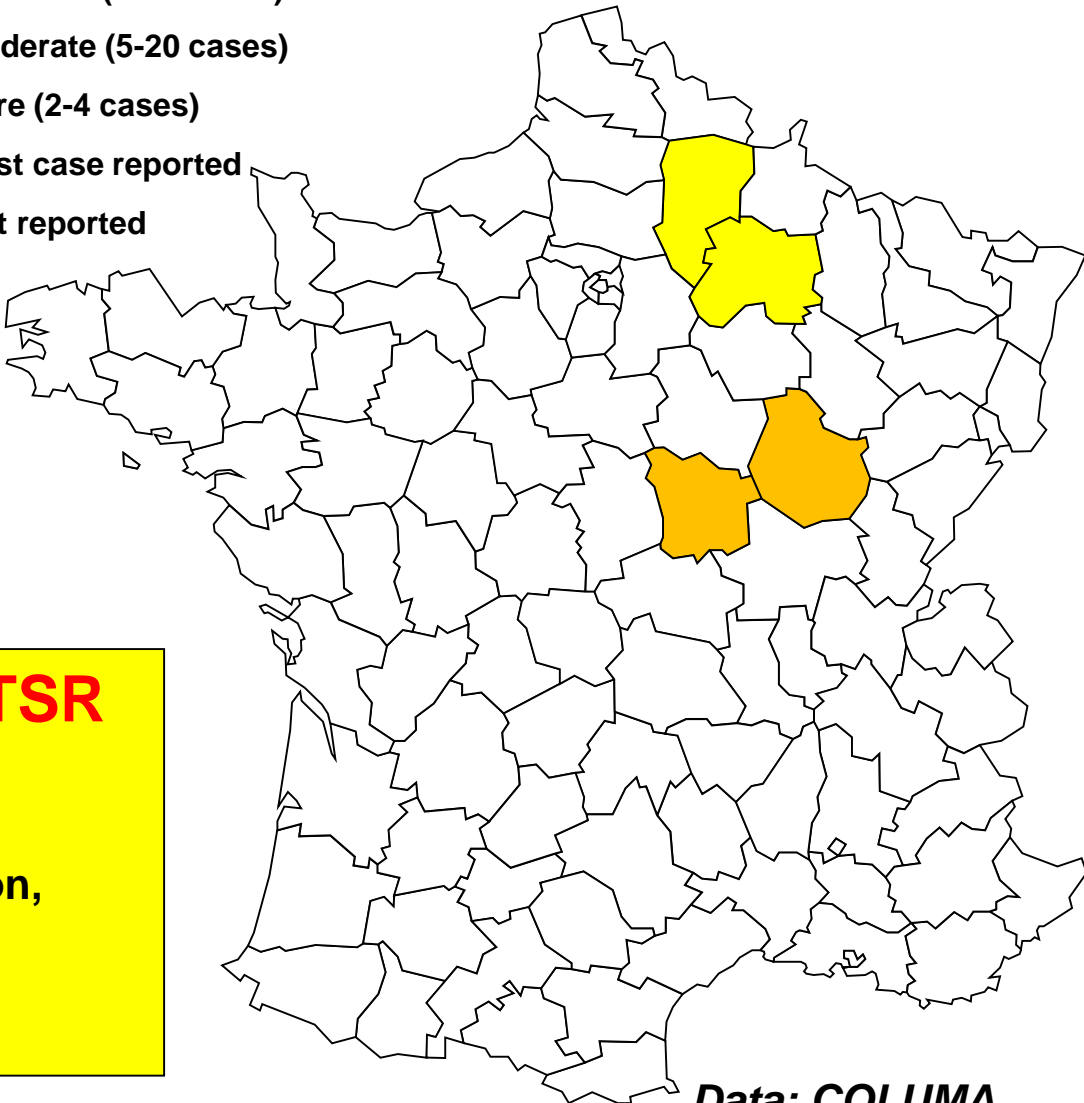 derate (5-20 cases)
re (2-4 cases)
st case reported
t reported
TSR
on,
Data: COLUMA